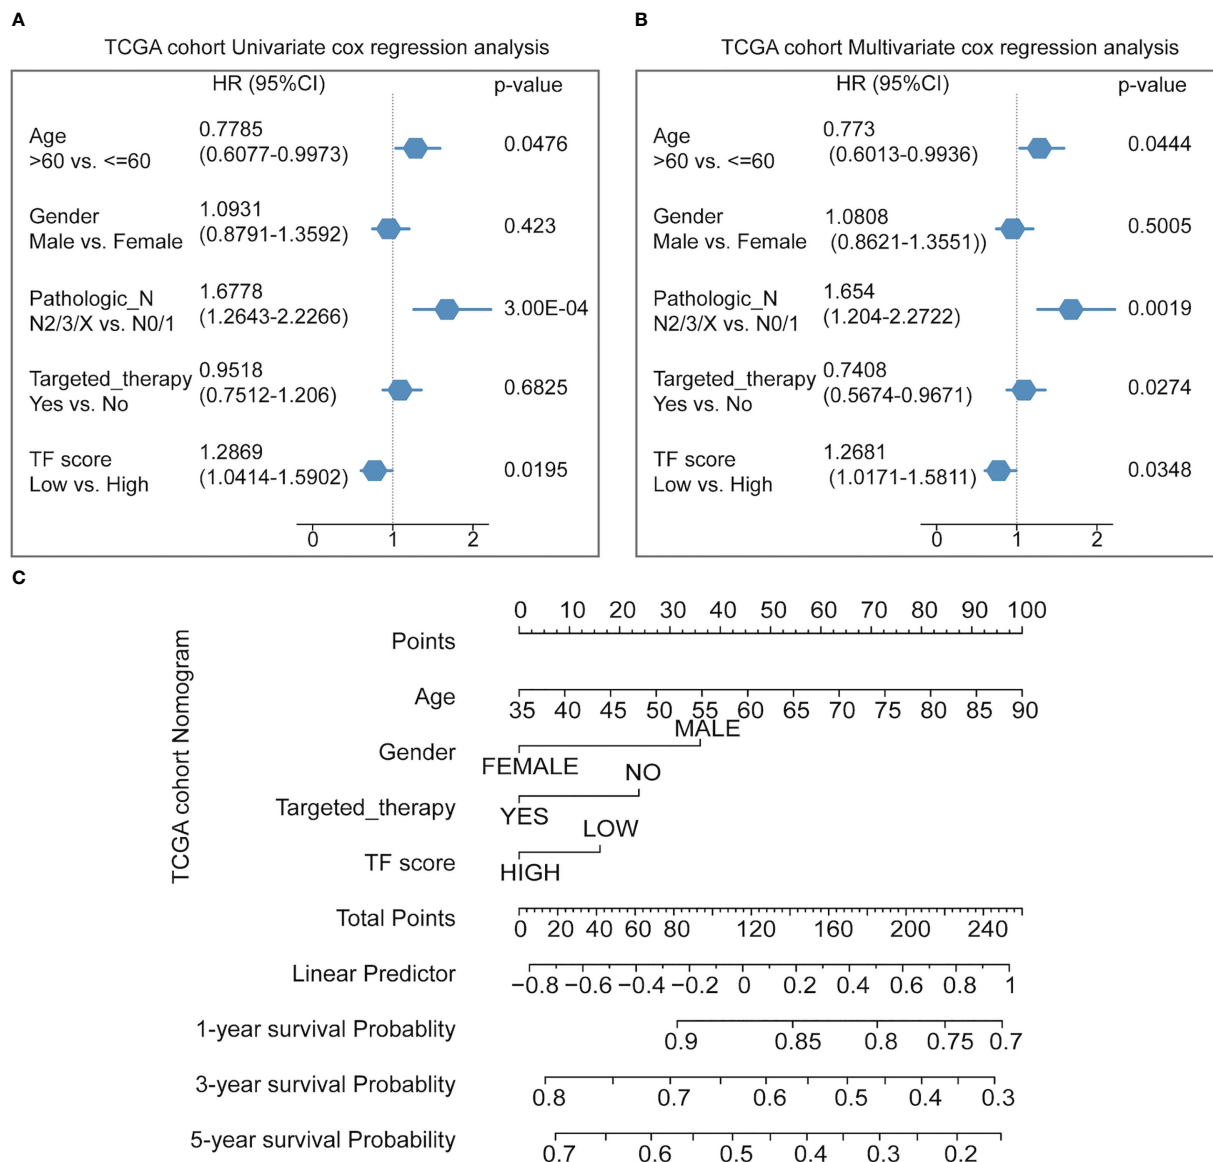 A
TCGA cohort Univariate cox regression analysis
HR (95%CI)
p-value
Age
>60 vs. <=60
0.7785
(0.6077-0.9973)
0.0476
Gender
Male vs. Female
1.0931
(0.8791-1.3592)
0.423
Pathologic_N
N2/3/X vs. N0/1
1.6778
(1.2643-2.2266)
3.00E-04
Targeted_therapy
Yes vs. No
0.9518
(0.7512-1.206)
0.6825
TF score
Low vs. High
1.2869
(1.0414-1.5902)
0.0195
0 1 2
B
TCGA cohort Multivariate cox regression analysis
HR (95%CI)
p-value
Age
>60 vs. <=60
0.773
(0.6013-0.9936)
0.0444
Gender
Male vs. Female
1.0808
(0.8621-1.3551))
0.5005
Pathologic_N
N2/3/X vs. N0/1
1.654
(1.204-2.2722)
0.0019
Targeted_therapy
Yes vs. No
0.7408
(0.5674-0.9671)
0.0274
TF score
Low vs. High
1.2681
(1.0171-1.5811)
0.0348
0 1 2
C
TCGA cohort Nomogram
0 10 20 30 40 50 60 70 80 90 100
Points
Age
35 40 45 50 55 60 65 70 75 80 85 90
MALE
Gender
FEMALE
NO
Targeted_therapy
YES
LOW
TF score
HIGH
Total Points
0 20 40 60 80 120 160 200 240
Linear Predictor
−0.8 −0.6 −0.4 −0.2 0 0.2 0.4 0.6 0.8 1
1-year survival Probablity
0.9 0.85 0.8 0.75 0.7
3-year survival Probablity
0.8 0.7 0.6 0.5 0.4 0.3
5-year survival Probability
0.7 0.6 0.5 0.4 0.3 0.2